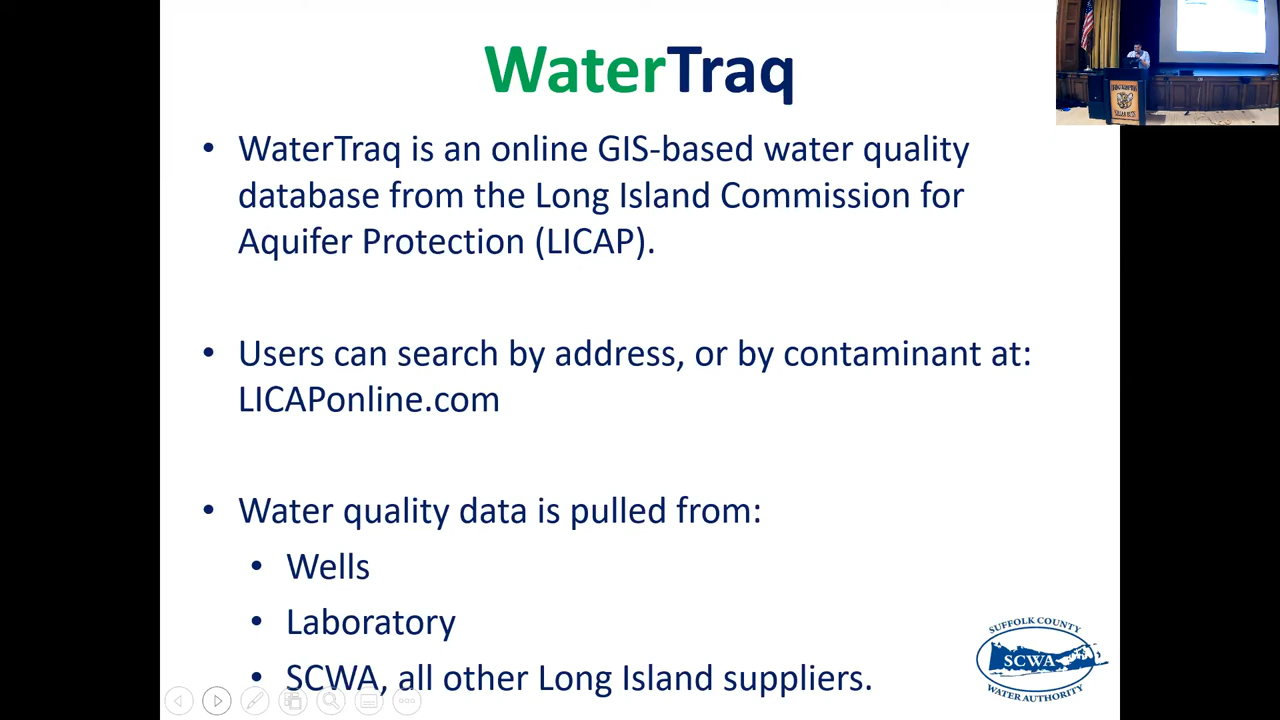 WaterTraq
• WaterTraq is an online GIS-based water quality
database from the Long Island Commission for
Aquifer Protection (LICAP).
• Users can search by address, or by contaminant at:
LICAPonline.com
• Water quality data is pulled from:
• Wells
• Laboratory
• SCWA, all other Long Island suppliers.
SUFFOLK COUNTY
SCWA
WATER AUTHORITY